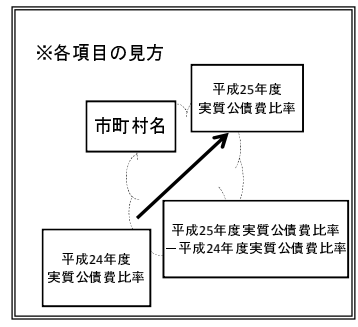 ※各項目の見方
平成25年度
実質公債費比率
市町村名
平成25年度実質公債費比率
－平成24年度実質公債費比率
平成24年度
実質公債費比率